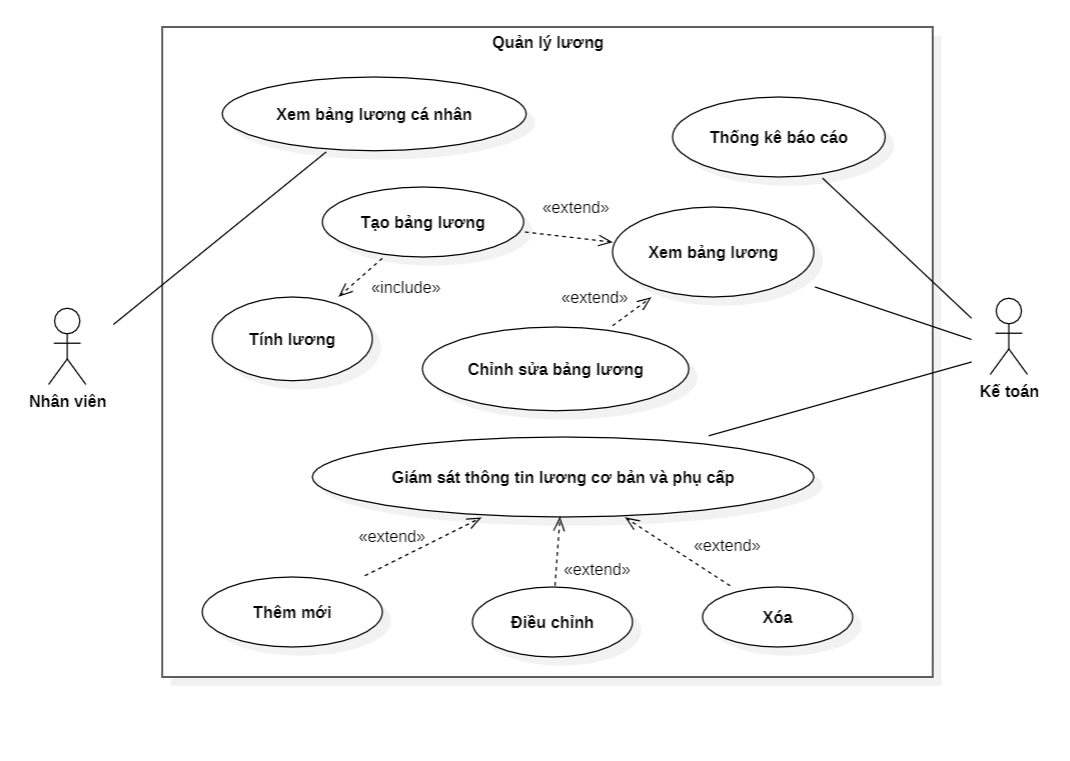 Quản lý lương
Xem bảng lương cá nhân
Thống kê báo cáo
Tạo bảng lương
«extend»
Xem bảng lương
«include»
«extend»
Tính lương
Chỉnh sửa bảng lương
Nhân viên
Kế toán
Giám sát thông tin lương cơ bản và phụ cấp
«extend»
«extend»
«extend»
Thêm mới
Điều chỉnh
Xóa